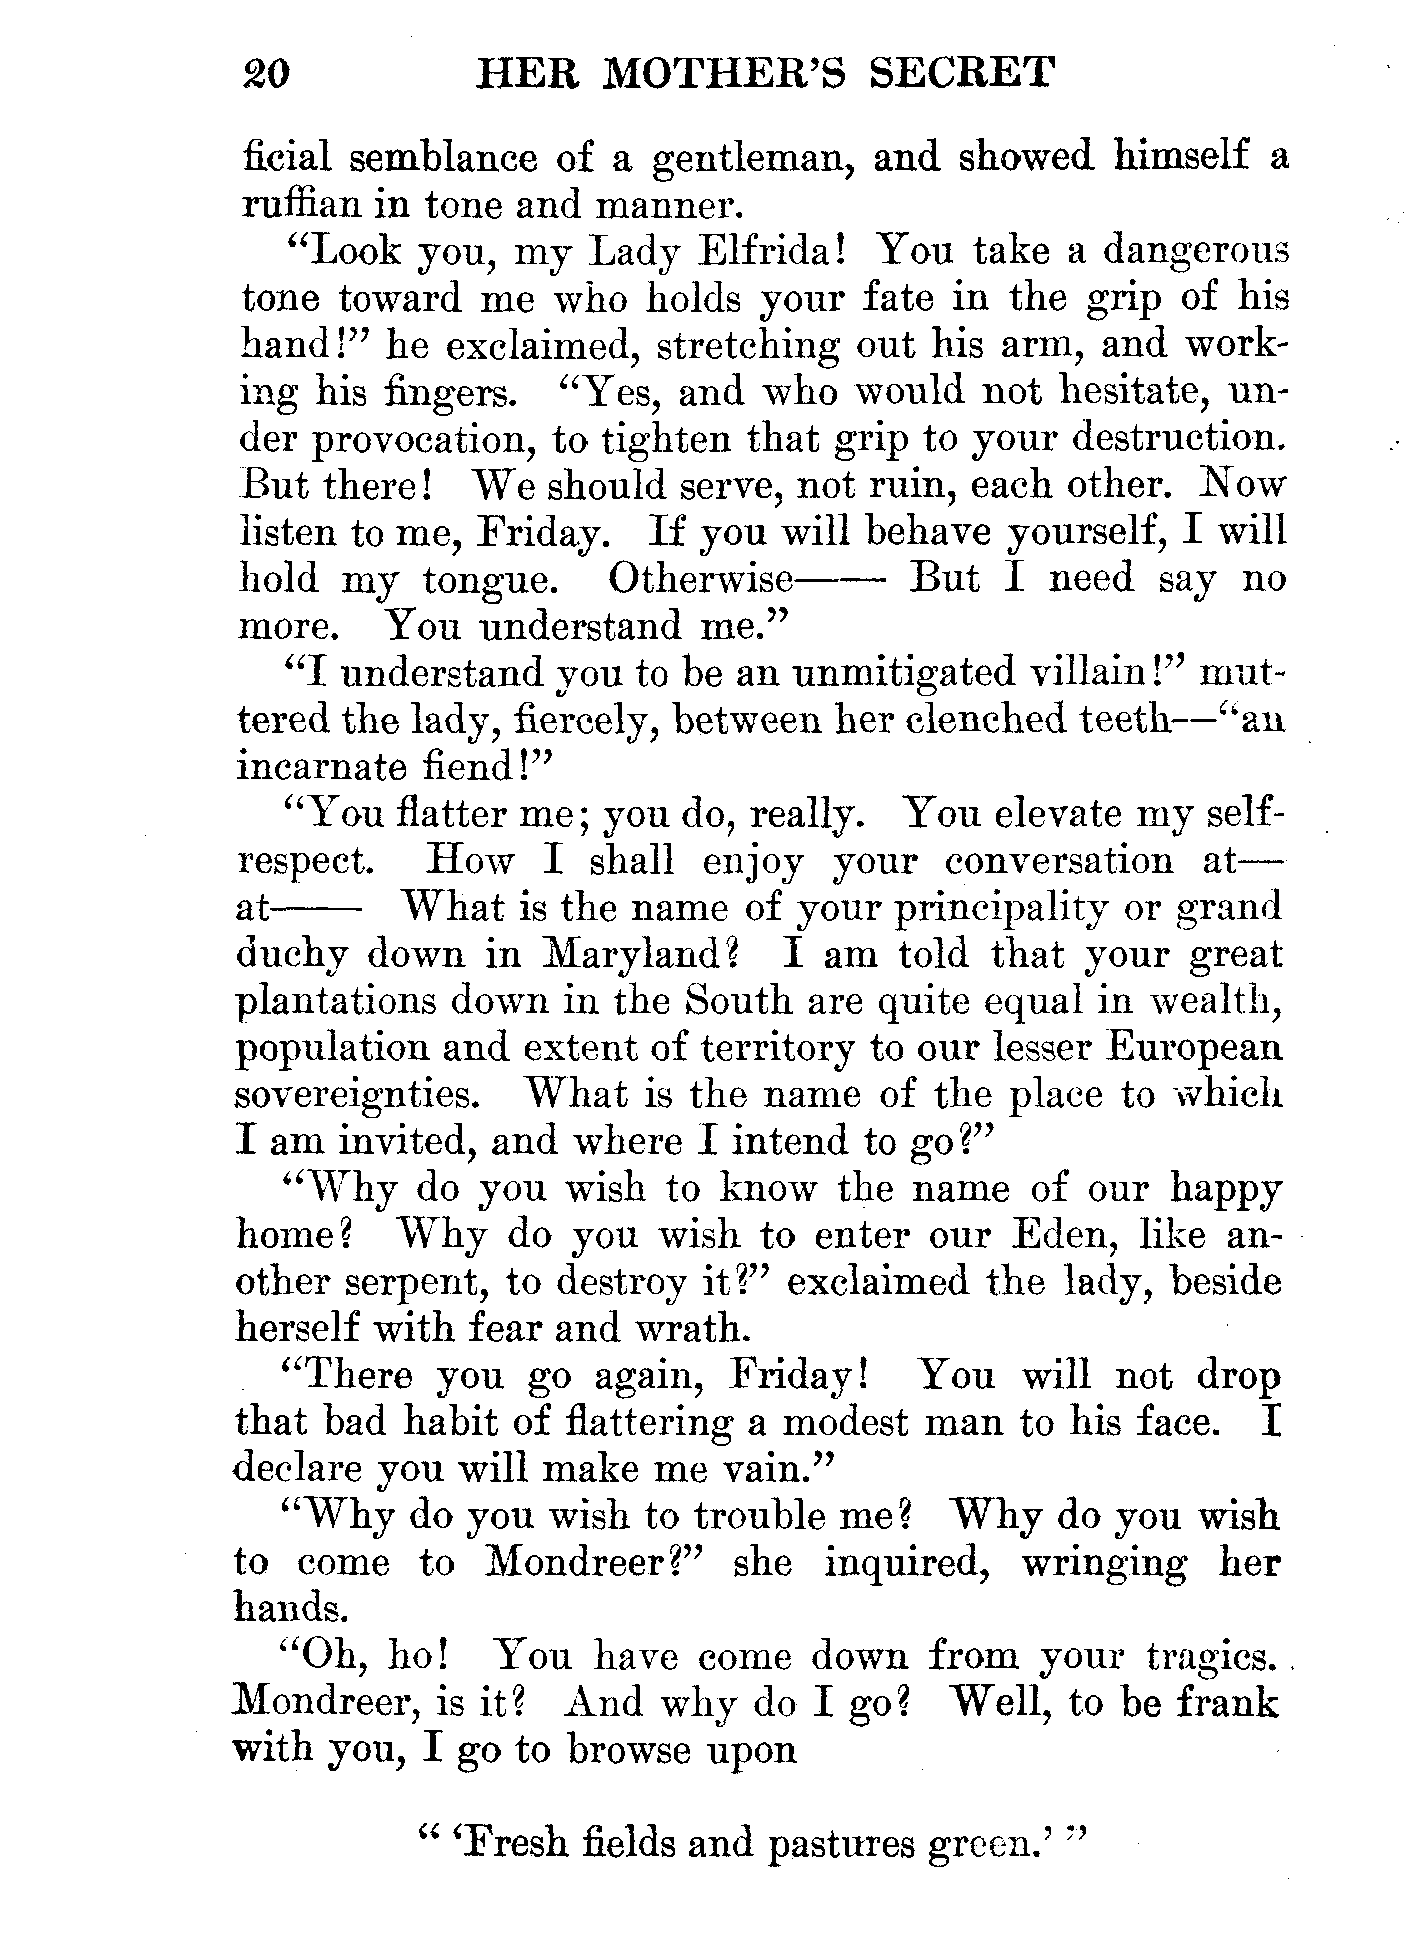 20 HER MOTHER'S SECRET
ficial semblance of a gentleman, and showed himself a
ruffian in tone and manner.
“Look you, my Lady Elfrida! You take a dangerous
tone toward me who holds your fate in the grip of his
hand!” he exclaimed, stretching out his arm, and work-
ing his fingers. “Yes, and who would not hesitate, un-
der provocation, to tighten that grip to your destruction.
But there! We should serve, not ruin, each other. Now
listen to me, Friday. If you will behave yourself, I will
hold my tongue. Otherwise—— But I need say no
more. You understand me.”
“I understand you to be an unmitigated villain!” mut-
tered the lady, fiercely, between her clenched teeth—“an
incarnate fiend!”
“You flatter me; you do, really. You elevate my self-
respect. How I shall enjoy your conversation at—
at—— What is the name of your principality or grand
duchy down in Maryland? I am told that your great
plantations down in the South are quite equal in wealth,
population and extent of territory to our lesser European
sovereignties. What is the name of the place to which
I am invited, and where I intend to go?”
“Why do you wish to know the name of our happy
home? Why do you wish to enter our Eden, like an-
other serpent, to destroy it?” exclaimed the lady, beside
herself with fear and wrath.
“There you go again, Friday! You will not drop
that bad habit of flattering a modest man to his face. I
declare you will make me vain.”
“Why do you wish to trouble me? Why do you wish
to come to Mondreer?” she inquired, wringing her
hands.
“Oh, ho! You have come down from your tragics.
Mondreer, is it? And why do I go? Well, to be frank
with you, I go to browse upon
“ ‘Fresh fields and pastures green.’ ”